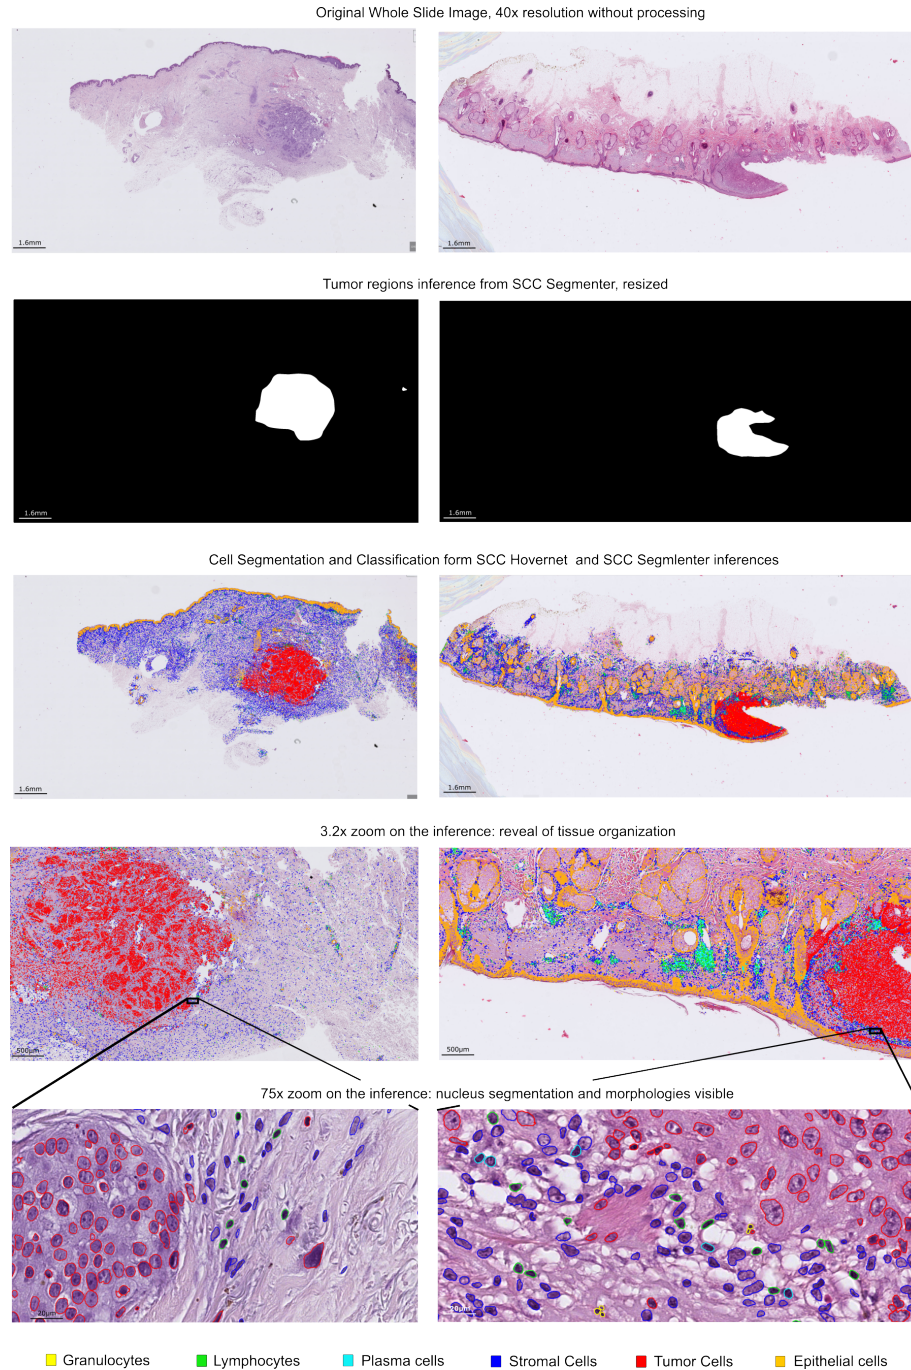 Original Whole Slide Image, 40x resolution without processing
1.6mm
1.6mm
Tumor regions inference from SCC Segmenter, resized
1.6mm
1.6mm
Cell Segmentation and Classification form SCC Hovernet and SCC Segmlenter inferences
1.6mm
1.6mm
3.2x zoom on the inference: reveal of tissue organization
500µm
500µm
75x zoom on the inference: nucleus segmentation and morphologies visible
20µm
20µm
Granulocytes Lymphocytes Plasma cells Stromal Cells Tumor Cells Epithelial cells